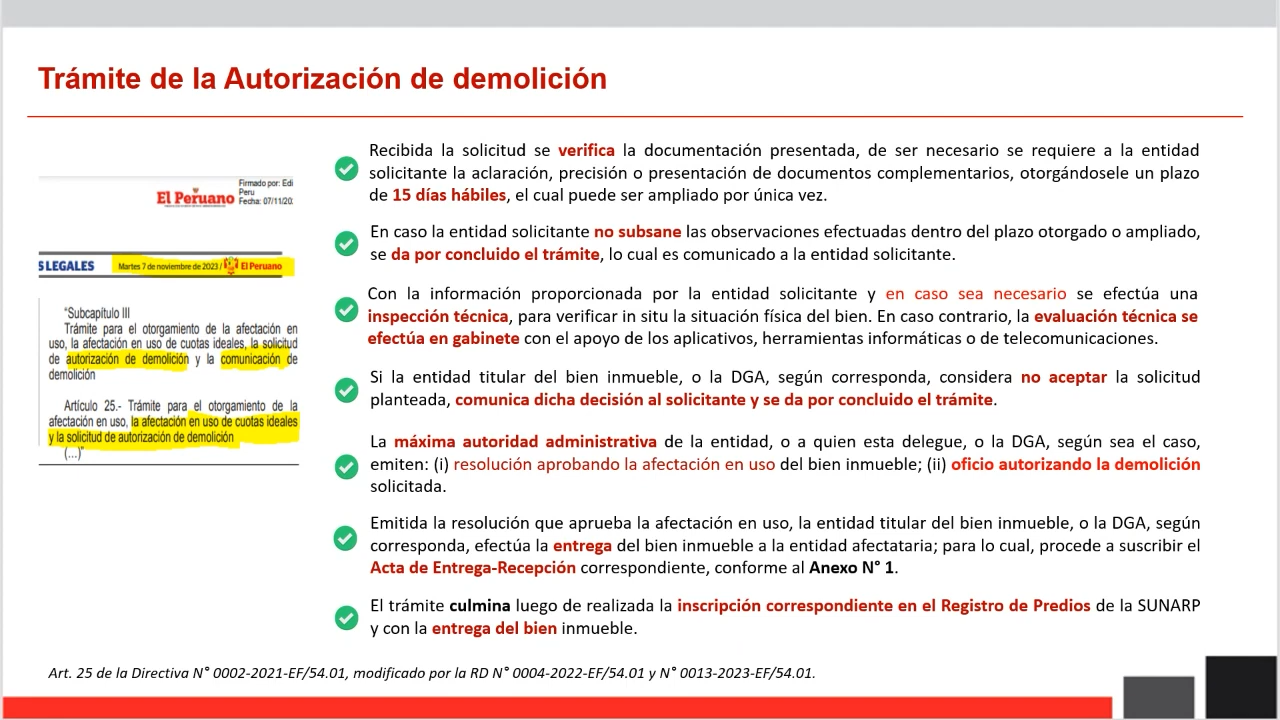 Trámite de la Autorización de demolición
Firmado por: Edi
Peru
Fecha: 07/11/20
El Peruano
S LEGALES
Martes 7 de noviembre de 2023 /
El Peruano
“Subcapítulo III
Trámite para el otorgamiento de la afectación en
uso, la afectación en uso de cuotas ideales, la solicitud
de autorización de demolición y la comunicación de
demolición
Artículo 25.- Trámite para el otorgamiento de la
afectación en uso, la afectación en uso de cuotas ideales
y la solicitud de autorización de demolición
(...)”
Recibida la solicitud se verifica la documentación presentada, de ser necesario se requiere a la entidad
solicitante la aclaración, precisión o presentación de documentos complementarios, otorgándosele un plazo
de 15 días hábiles, el cual puede ser ampliado por única vez.
En caso la entidad solicitante no subsane las observaciones efectuadas dentro del plazo otorgado o ampliado,
se da por concluido el trámite, lo cual es comunicado a la entidad solicitante.
Con la información proporcionada por la entidad solicitante y en caso sea necesario se efectúa una
inspección técnica, para verificar in situ la situación física del bien. En caso contrario, la evaluación técnica se
efectúa en gabinete con el apoyo de los aplicativos, herramientas informáticas o de telecomunicaciones.
Si la entidad titular del bien inmueble, o la DGA, según corresponda, considera no aceptar la solicitud
planteada, comunica dicha decisión al solicitante y se da por concluido el trámite.
La máxima autoridad administrativa de la entidad, o a quien esta delegue, o la DGA, según sea el caso,
emiten: (i) resolución aprobando la afectación en uso del bien inmueble; (ii) oficio autorizando la demolición
solicitada.
Emitida la resolución que aprueba la afectación en uso, la entidad titular del bien inmueble, o la DGA, según
corresponda, efectúa la entrega del bien inmueble a la entidad afectataria; para lo cual, procede a suscribir el
Acta de Entrega-Recepción correspondiente, conforme al Anexo N° 1.
El trámite culmina luego de realizada la inscripción correspondiente en el Registro de Predios de la SUNARP
y con la entrega del bien inmueble.
Art. 25 de la Directiva N° 0002-2021-EF/54.01, modificado por la RD N° 0004-2022-EF/54.01 y N° 0013-2023-EF/54.01.